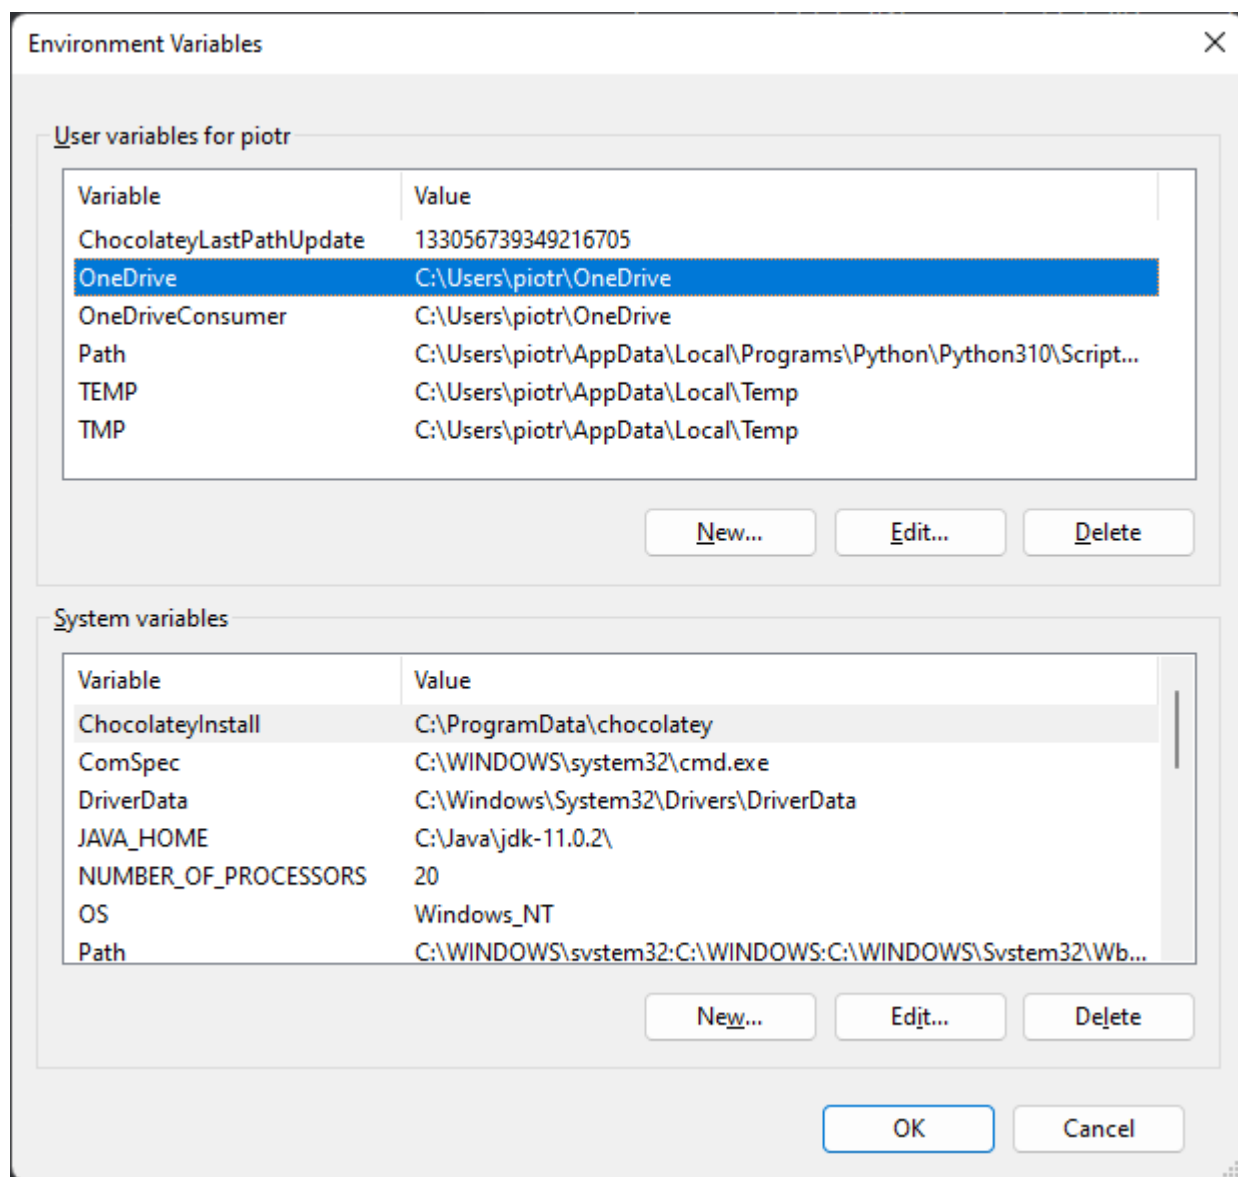 Environment Variables
User variables for piotr
Variable Value
ChocolateyLastPathUpdate 133056739349216705
OneDrive C:\Users\piotr\OneDrive
OneDriveConsumer C:\Users\piotr\OneDrive
Path C:\Users\piotr\AppData\Local\Programs\Python\Python310\Script...
TEMP C:\Users\piotr\AppData\Local\Temp
TMP C:\Users\piotr\AppData\Local\Temp
New... Edit... Delete
System variables
Variable Value
ChocolateyInstall C:\ProgramData\chocolatey
ComSpec C:\WINDOWS\system32\cmd.exe
DriverData C:\Windows\System32\Drivers\DriverData
JAVA_HOME C:\Java\jdk-11.0.2\
NUMBER_OF_PROCESSORS 20
OS Windows_NT
Path C:\WINDOWS\system32;C:\WINDOWS;C:\WINDOWS\System32\Wb...
New... Edit... Delete
OK Cancel